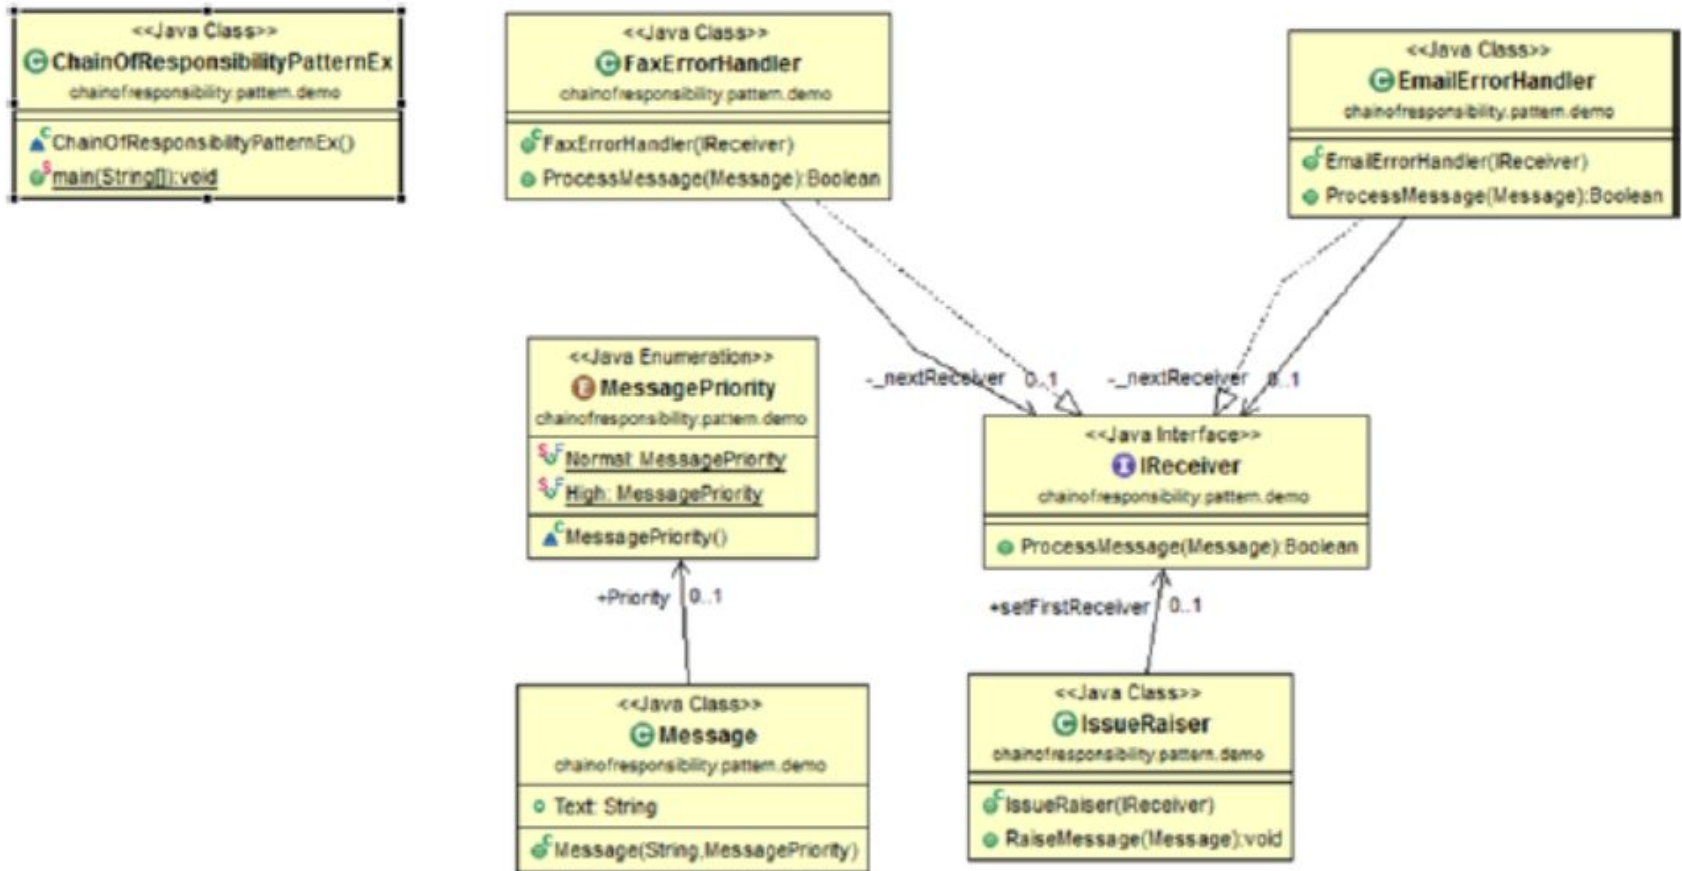 <<Java Class>>
ChainOfResponsibilityPatternEx
chainofresponsibility.pattern.demo
ChainOfResponsibilityPatternEx()
main(String[]):void
<<Java Class>>
FaxErrorHandler
chainofresponsibility.pattern.demo
FaxErrorHandler(IReceiver)
ProcessMessage(Message):Boolean
<<Java Class>>
EmailErrorHandler
chainofresponsibility.pattern.demo
EmailErrorHandler(IReceiver)
ProcessMessage(Message):Boolean
<<Java Enumeration>>
MessagePriority
chainofresponsibility.pattern.demo
Normal: MessagePriority
High: MessagePriority
MessagePriority()
-_nextReceiver 0..1
-_nextReceiver 0..1
<<Java Interface>>
IReceiver
chainofresponsibility.pattern.demo
ProcessMessage(Message):Boolean
+Priority 0..1
+setFirstReceiver 0..1
<<Java Class>>
Message
chainofresponsibility.pattern.demo
Text: String
Message(String,MessagePriority)
<<Java Class>>
IssueRaiser
chainofresponsibility.pattern.demo
IssueRaiser(IReceiver)
RaiseMessage(Message):void